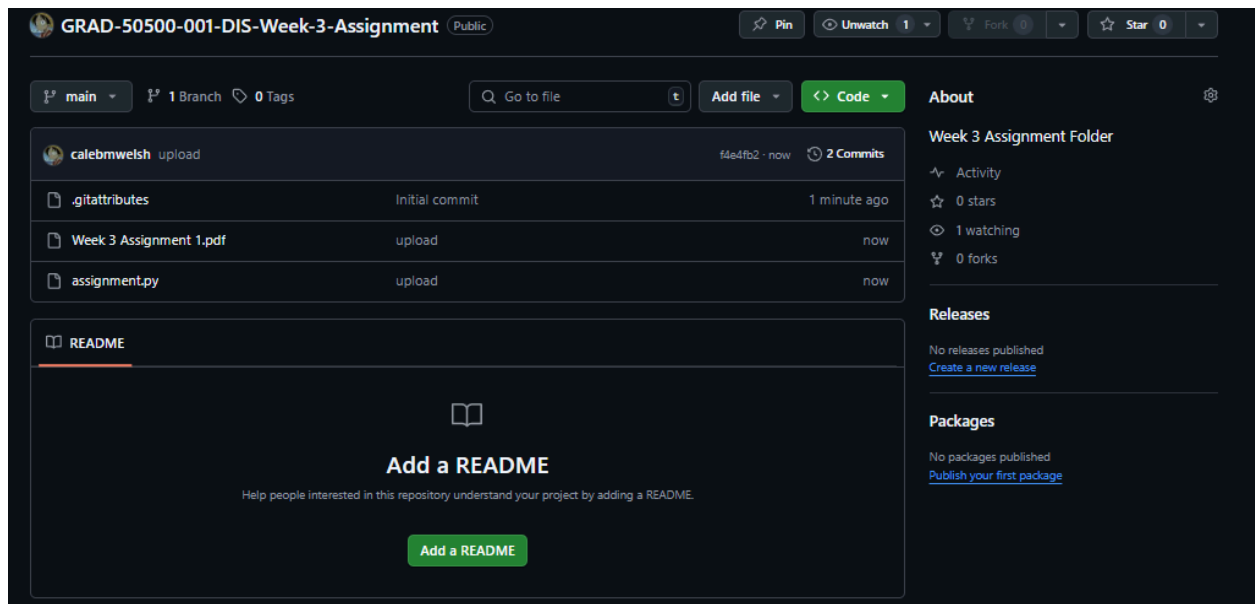 GRAD-50500-001-DIS-Week-3-Assignment Public
Pin
Unwatch 1
Fork 0
Star 0
main
1 Branch
0 Tags
Go to file t
Add file
<> Code
calebmwelsh upload f4e4fb2 · now 2 Commits
.gitattributes Initial commit 1 minute ago
Week 3 Assignment 1.pdf upload now
assignment.py upload now
README
Add a README
Help people interested in this repository understand your project by adding a README.
Add a README
About
Week 3 Assignment Folder
Activity
0 stars
1 watching
0 forks
Releases
No releases published
Create a new release
Packages
No packages published
Publish your first package